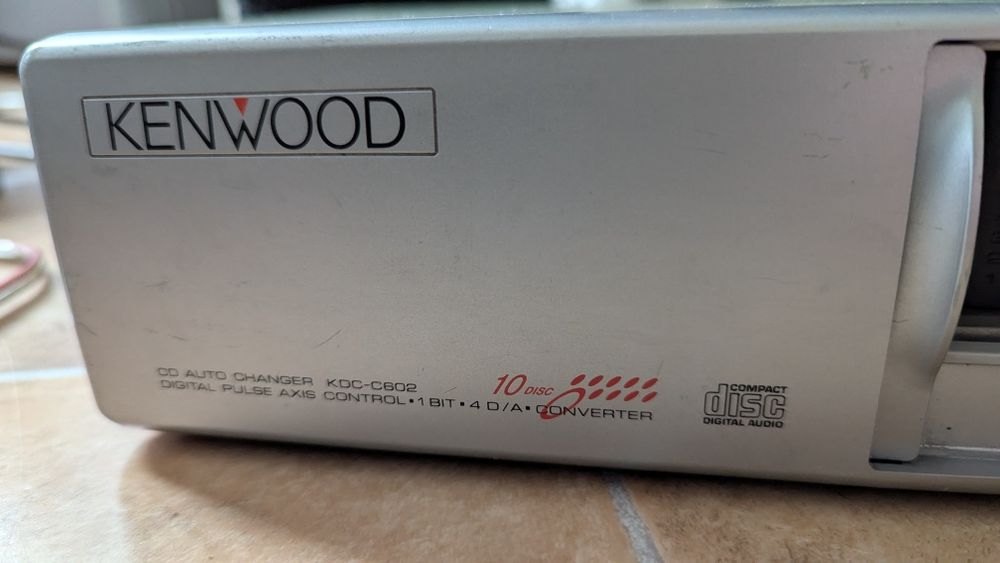 KENWOOD
CD AUTO CHANGER KDC-C602
DIGITAL PULSE AXIS CONTROL•1 BIT•4 D/A•CONVERTER
10 DISC
COMPACT
disc
DIGITAL AUDIO